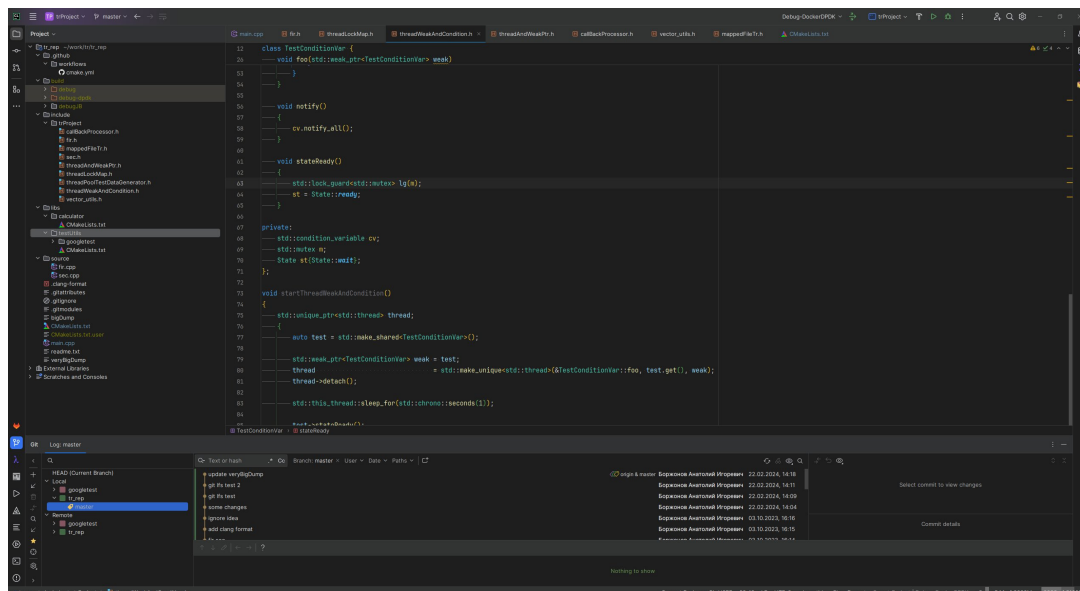 TP trProject master Debug-DockerDPDK trProject
Project
main.cpp fir.h threadLockMap.h threadWeakAndCondition.h threadAndWeakPtr.h callBackProcessor.h vector_utils.h mappedFileTr.h CMakeLists.txt
tr_rep ~/work/tr/tr_rep
.github
workflows
cmake.yml
build
debug
debug-dpdk
debugJB
include
trProject
callBackProcessor.h
fir.h
mappedFileTr.h
sec.h
threadAndWeakPtr.h
threadLockMap.h
threadPoolTestDataGenerator.h
threadWeakAndCondition.h
vector_utils.h
libs
calculator
CMakeLists.txt
testUtils
googletest
CMakeLists.txt
source
fir.cpp
sec.cpp
.clang-format
.gitattributes
.gitignore
.gitmodules
bigDump
CMakeLists.txt
CMakeLists.txt.user
main.cpp
readme.txt
veryBigDump
External Libraries
Scratches and Consoles
12 class TestConditionVar {
26 void foo(std::weak_ptr<TestConditionVar> weak)
53 }
54 }
55
56 void notify()
57 {
58 cv.notify_all();
59 }
60
61 void stateReady()
62 {
63 std::lock_guard<std::mutex> lg(m);
64 st = State::ready;
65 }
66
67 private:
68 std::condition_variable cv;
69 std::mutex m;
70 State st{State::wait};
71 };
72
73 void startThreadWeakAndCondition()
74 {
75 std::unique_ptr<std::thread> thread;
76 {
77 auto test = std::make_shared<TestConditionVar>();
78
79 std::weak_ptr<TestConditionVar> weak = test;
80 thread = std::make_unique<std::thread>(&TestConditionVar::foo, test.get(), weak);
81 thread->detach();
82
83 std::this_thread::sleep_for(std::chrono::seconds(1));
84
test->stateReady();
TestConditionVar stateReady
Git Log: master
HEAD (Current Branch)
Local
googletest
tr_rep
master
Remote
googletest
tr_rep
Text or hash .* Cc Branch: master User Date Paths
update veryBigDump origin & master Боржонов Анатолий Игоревич 22.02.2024, 14:18
git lfs test 2 Боржонов Анатолий Игоревич 22.02.2024, 14:11
git lfs test Боржонов Анатолий Игоревич 22.02.2024, 14:09
some changes Боржонов Анатолий Игоревич 22.02.2024, 14:04
ignore idea Боржонов Анатолий Игоревич 03.10.2023, 16:18
add clang format Боржонов Анатолий Игоревич 03.10.2023, 16:15
Select commit to view changes
Commit details
Nothing to show